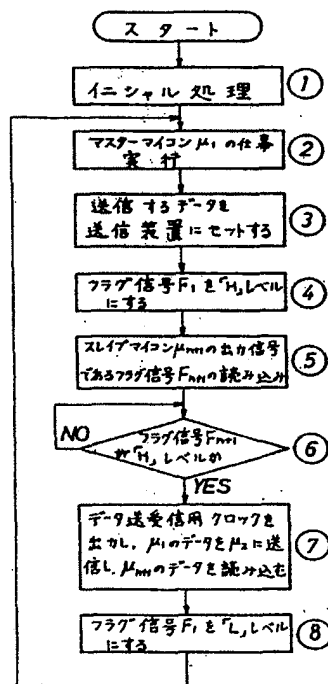 スタート
イニシャル処理
①
マスターマイコンμ1の仕事
実行
②
送信するデータを
送信装置にセットする
③
フラグ信号F1を「H」レベル
にする
④
スレイブマイコンμn+1の出力信号
であるフラグ信号Fn+1の読み込み
⑤
フラグ信号Fn+1
が「H」レベルか
⑥
NO
YES
データ送受信用クロックを
出力し、μ1のデータをμ2に送
信し、μn+1のデータを読み込む
⑦
フラグ信号F1を「L」レベル
にする
⑧